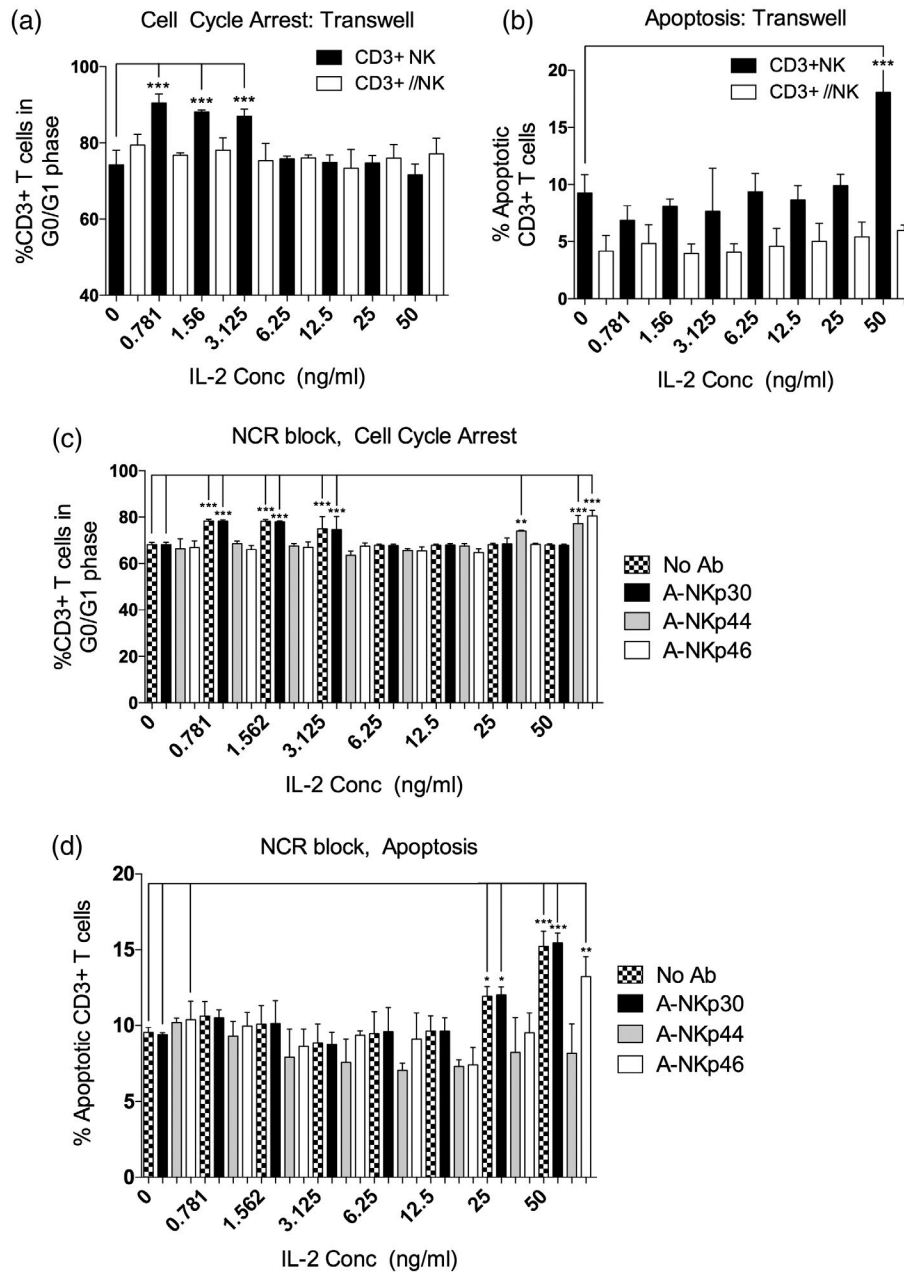 (a)
Cell Cycle Arrest: Transwell
CD3+ NK
CD3+ //NK
%CD3+ T cells in
G0/G1 phase
100
80
60
40
*** *** ***
0 0.781 1.56 3.125 6.25 12.5 25 50
IL-2 Conc (ng/ml)
(b)
Apoptosis: Transwell
CD3+NK
CD3+ //NK
% Apoptotic
CD3+ T cells
20
15
10
5
0
***
0 0.781 1.56 3.125 6.25 12.5 25 50
IL-2 Conc (ng/ml)
(c)
NCR block, Cell Cycle Arrest
%CD3+ T cells in
G0/G1 phase
100
80
60
40
20
0
*** *** *** *** *** *** ** *** ***
0 0.781 1.562 3.125 6.25 12.5 25 50
IL-2 Conc (ng/ml)
No Ab
A-NKp30
A-NKp44
A-NKp46
(d)
NCR block, Apoptosis
% Apoptotic CD3+ T cells
20
15
10
5
0
* * *** *** **
0 0.781 1.562 3.125 6.25 12.5 25 50
IL-2 Conc (ng/ml)
No Ab
A-NKp30
A-NKp44
A-NKp46